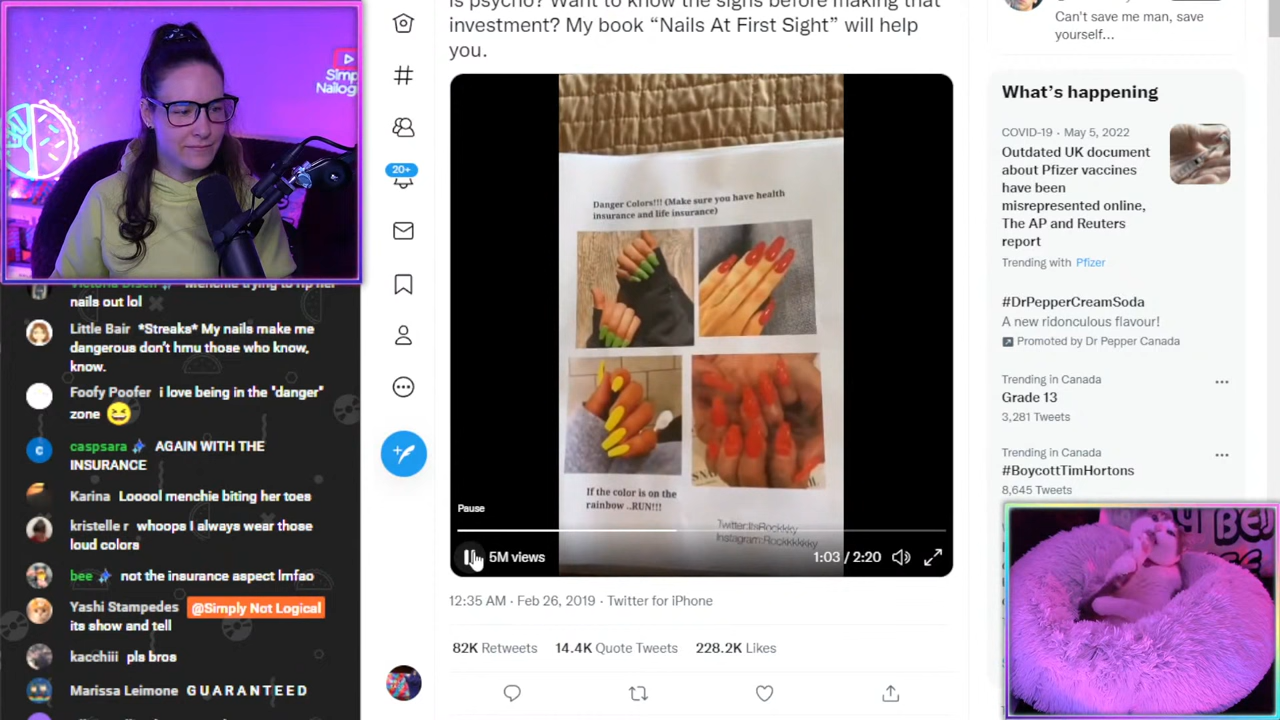 Simp
Nailog
Victoria
Menchie trying to rip her
nails out lol
Little Bair *Streaks* My nails make me
dangerous don't hmu those who know,
know.
Foofy Poofer i love being in the "danger"
zone
caspsara AGAIN WITH THE
INSURANCE
Karina Looool menchie biting her toes
kristelle r whoops I always wear those
loud colors
bee not the insurance aspect lmfao
Yashi Stampedes @Simply Not Logical
its show and tell
kacchiii pls bros
Marissa Leimone G U A R A N T E E D
20+
is psycho? Want to know the signs before making that
investment? My book “Nails At First Sight” will help
you.
Danger Colors!!! (Make sure you have health
insurance and life insurance)
If the color is on the
rainbow ..RUN!!!
Pause
5M views
1:03 / 2:20
12:35 AM · Feb 26, 2019 · Twitter for iPhone
82K Retweets 14.4K Quote Tweets 228.2K Likes
Can't save me man, save
yourself...
What’s happening
COVID-19 · May 5, 2022
Outdated UK document
about Pfizer vaccines
have been
misrepresented online,
The AP and Reuters
report
Trending with Pfizer
#DrPepperCreamSoda
A new ridonculous flavour!
Promoted by Dr Pepper Canada
Trending in Canada
Grade 13
3,281 Tweets
Trending in Canada
#BoycottTimHortons
8,645 Tweets